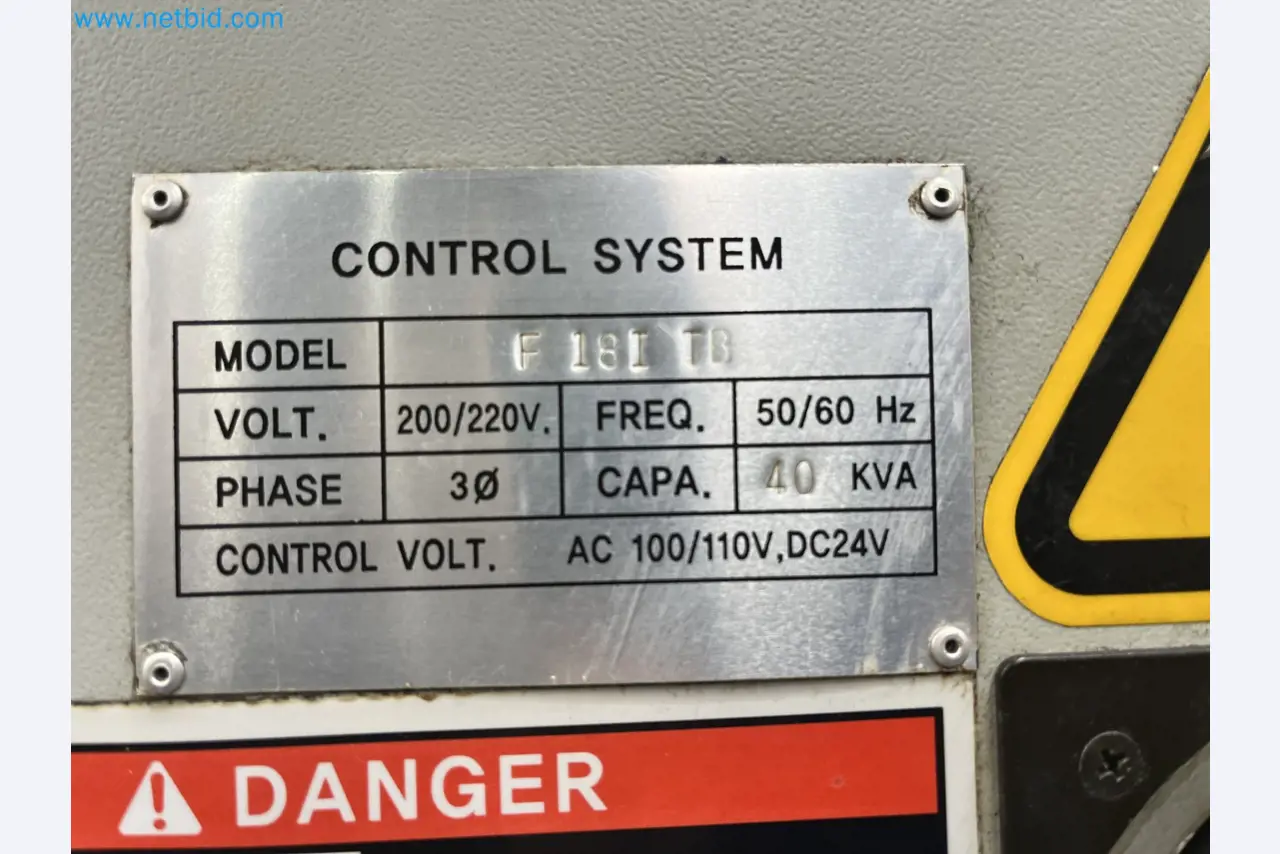 www.netbid.com
CONTROL SYSTEM
MODEL F 18I TB
VOLT. 200/220V. FREQ. 50/60 Hz
PHASE 3Ø CAPA. 40 KVA
CONTROL VOLT. AC 100/110V,DC24V
DANGER